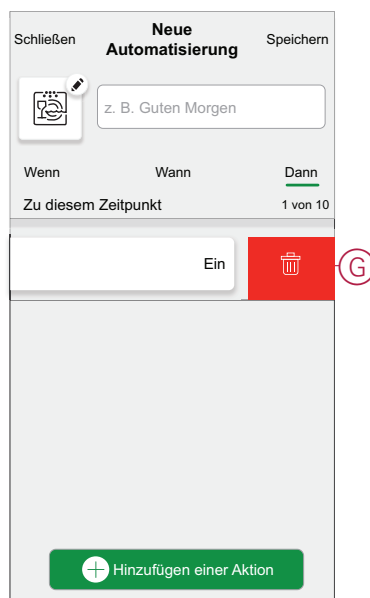 Schließen Neue Automatisierung Speichern
z. B. Guten Morgen
Wenn Wann Dann
Zu diesem Zeitpunkt 1 von 10
Ein
G
Hinzufügen einer Aktion